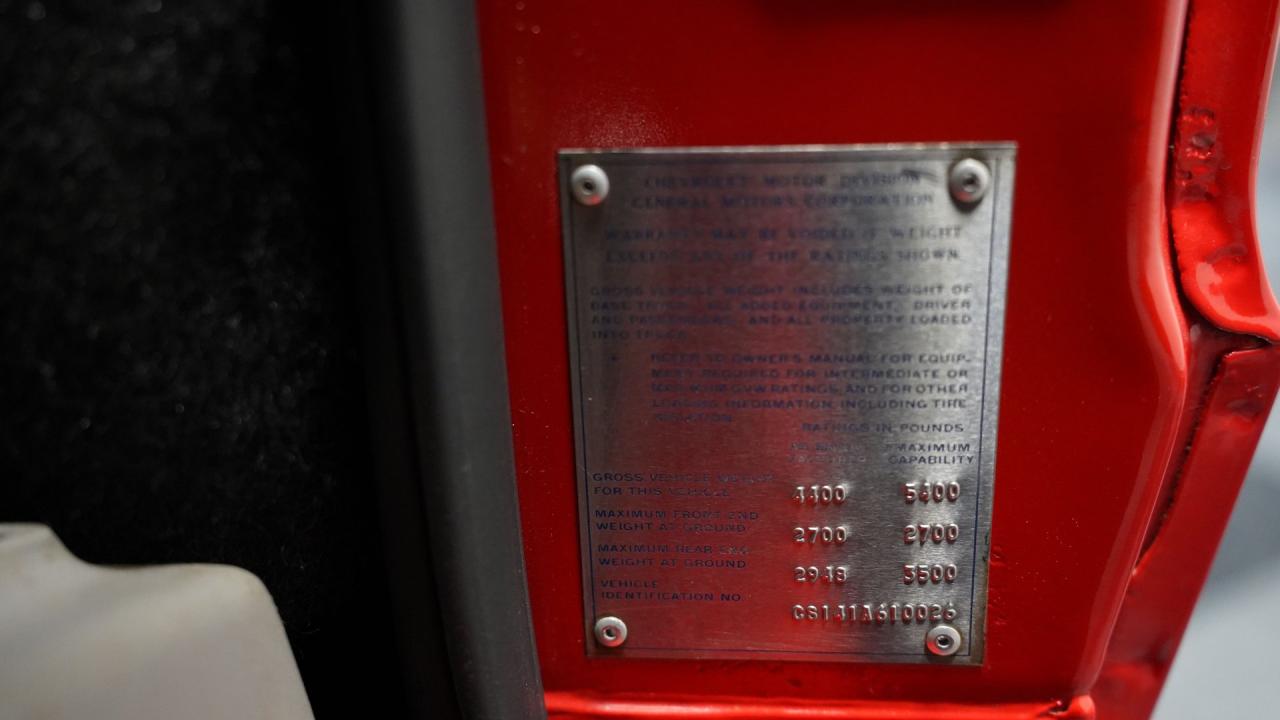 CHEVROLET MOTOR DIVISION
GENERAL MOTORS CORPORATION
WARRANTY MAY BE VOIDED IF WEIGHT
EXCEEDS ANY OF THE RATINGS SHOWN
GROSS VEHICLE WEIGHT INCLUDES WEIGHT OF
BASE TRUCK, ALL ADDED EQUIPMENT, DRIVER
AND PASSENGERS, AND ALL PROPERTY LOADED
INTO TRUCK
* REFER TO OWNER'S MANUAL FOR EQUIP-
MENT REQUIRED FOR INTERMEDIATE OR
MAXIMUM GVW RATINGS AND FOR OTHER
LOADING INFORMATION INCLUDING TIRE
SELECTION
RATINGS IN POUNDS
*MAXIMUM
CAPABILITY
GROSS VEHICLE WEIGHT
FOR THIS VEHICLE 4400 5400
MAXIMUM FRONT END
WEIGHT AT GROUND 2700 2700
MAXIMUM REAR END
WEIGHT AT GROUND 2948 3500
VEHICLE
IDENTIFICATION NO. CS141A610026